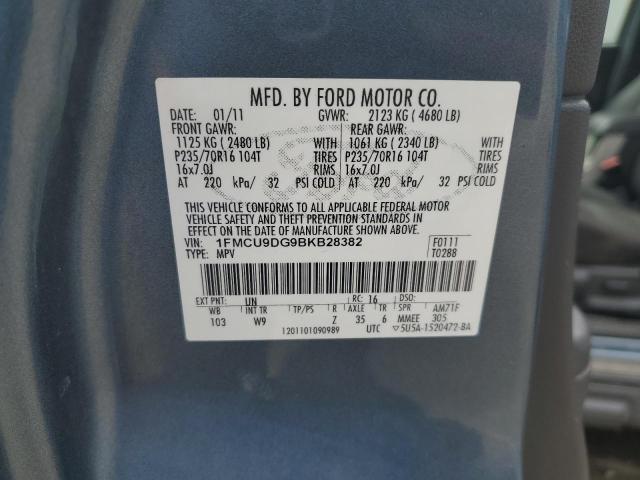 MFD. BY FORD MOTOR CO.
DATE: 01/11 GVWR: 2123 KG ( 4680 LB)
FRONT GAWR: REAR GAWR:
1125 KG ( 2480 LB) WITH 1061 KG ( 2340 LB) WITH
P235/70R16 104T TIRES P235/70R16 104T TIRES
16x7.0J RIMS 16x7.0J RIMS
AT 220 kPa/ 32 PSI COLD AT 220 kPa/ 32 PSI COLD
THIS VEHICLE CONFORMS TO ALL APPLICABLE FEDERAL MOTOR
VEHICLE SAFETY AND THEFT PREVENTION STANDARDS IN
EFFECT ON THE DATE OF MANUFACTURE SHOWN ABOVE.
VIN: 1FMCU9DG9BKB28382 F0111
TYPE: MPV T0288
EXT PNT: UN RC: 16 DSO:
WB INT TR TP/PS R AXLE TR SPR AM71F
103 W9 Z 35 6 MMEE 305
1201101090989 UTC ▽5U5A-1520472-BA